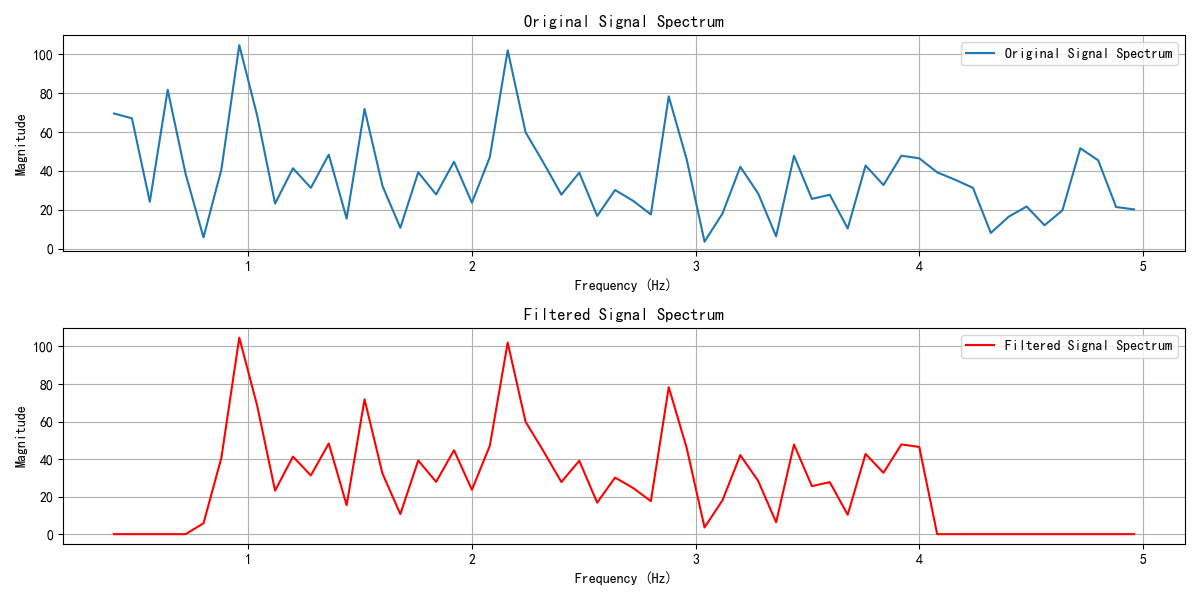 Original Signal Spectrum
Original Signal Spectrum
Magnitude
100
80
60
40
20
0
1 2 3 4 5
Frequency (Hz)
Filtered Signal Spectrum
Filtered Signal Spectrum
Magnitude
100
80
60
40
20
0
1 2 3 4 5
Frequency (Hz)